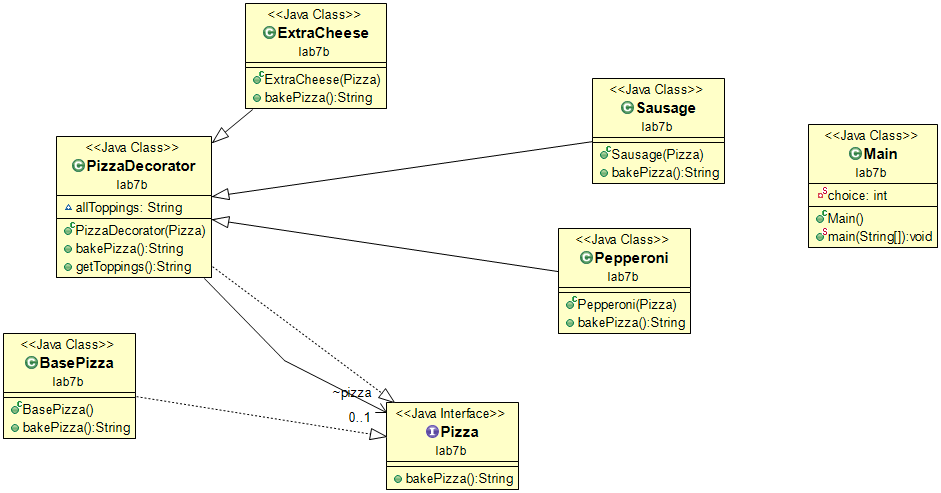 <<Java Class>>
ExtraCheese
lab7b
ExtraCheese(Pizza)
bakePizza():String
<<Java Class>>
Sausage
lab7b
Sausage(Pizza)
bakePizza():String
<<Java Class>>
Main
lab7b
choice: int
Main()
main(String[]):void
<<Java Class>>
PizzaDecorator
lab7b
allToppings: String
PizzaDecorator(Pizza)
bakePizza():String
getToppings():String
<<Java Class>>
Pepperoni
lab7b
Pepperoni(Pizza)
bakePizza():String
<<Java Class>>
BasePizza
lab7b
BasePizza()
bakePizza():String
~pizza
0..1
<<Java Interface>>
Pizza
lab7b
bakePizza():String